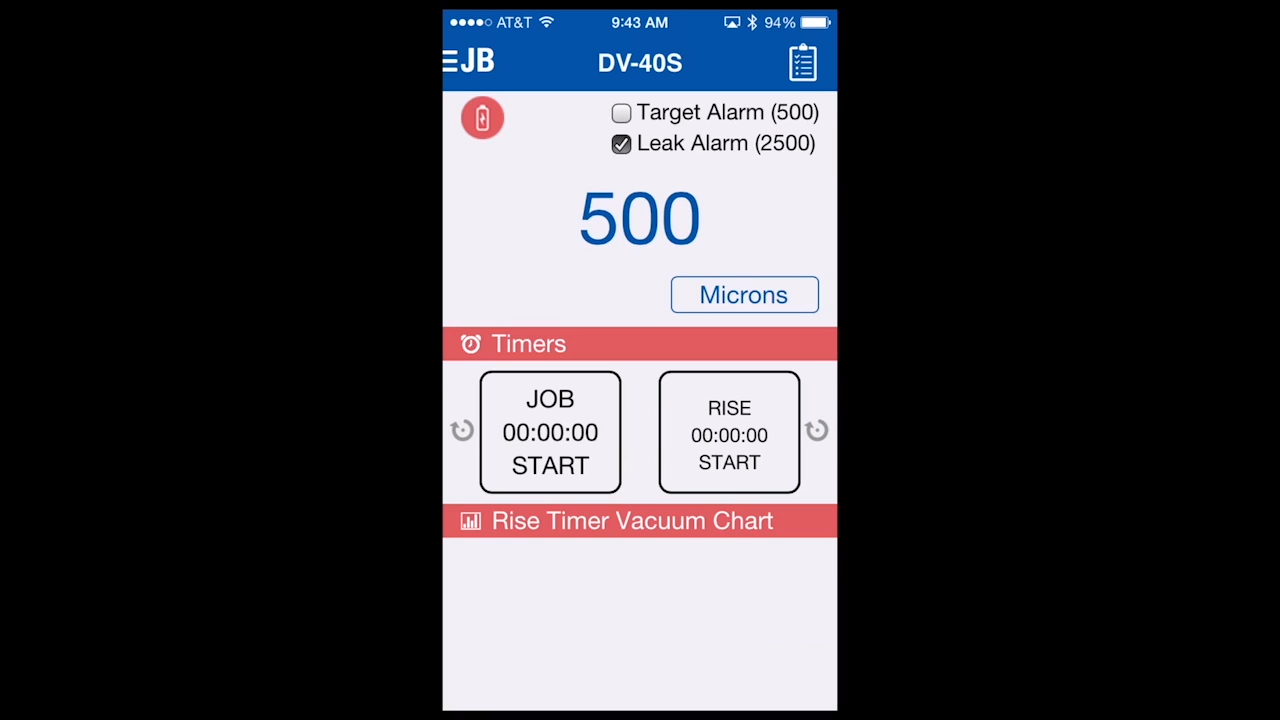 AT&T 9:43 AM 94%
JB DV-40S
Target Alarm (500)
Leak Alarm (2500)
500
Microns
Timers
JOB
00:00:00
START
RISE
00:00:00
START
Rise Timer Vacuum Chart